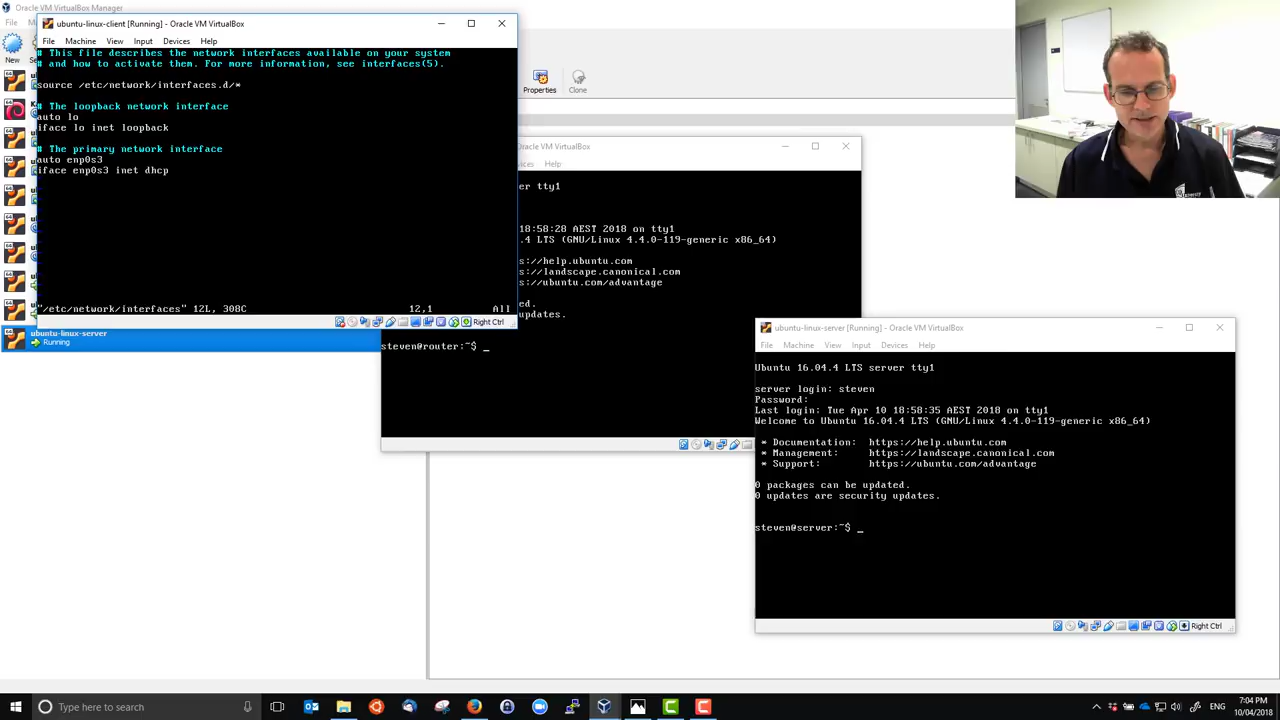 Oracle VM VirtualBox Manager
File
ubuntu-linux-client [Running] - Oracle VM VirtualBox
File Machine View Input Devices Help
New
# This file describes the network interfaces available on your system
# and how to activate them. For more information, see interfaces(5).
source /etc/network/interfaces.d/*
# The loopback network interface
auto lo
iface lo inet loopback
# The primary network interface
auto enp0s3
iface enp0s3 inet dhcp
"/etc/network/interfaces" 12L, 308C 12,1 All
Right Ctrl
Properties
Clone
Oracle VM VirtualBox
Help
er tty1
18:58:28 AEST 2018 on tty1
.4 LTS (GNU/Linux 4.4.0-119-generic x86_64)
s://help.ubuntu.com
s://landscape.canonical.com
s://ubuntu.com/advantage
ed.
updates.
steven@router:~$ _
ubuntu-linux-server
Running
ubuntu-linux-server [Running] - Oracle VM VirtualBox
File Machine View Input Devices Help
Ubuntu 16.04.4 LTS server tty1
server login: steven
Password:
Last login: Tue Apr 10 18:58:35 AEST 2018 on tty1
Welcome to Ubuntu 16.04.4 LTS (GNU/Linux 4.4.0-119-generic x86_64)
* Documentation: https://help.ubuntu.com
* Management: https://landscape.canonical.com
* Support: https://ubuntu.com/advantage
0 packages can be updated.
0 updates are security updates.
steven@server:~$ _
Right Ctrl
Type here to search
ENG
7:04 PM
10/04/2018